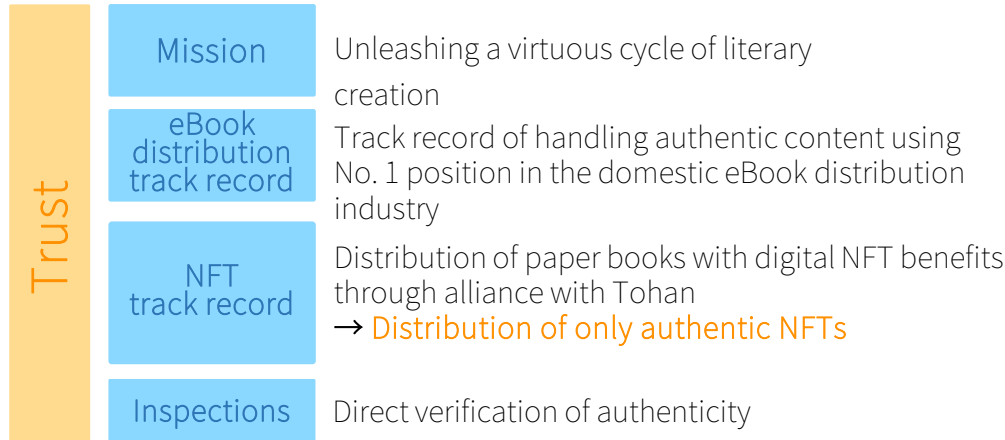 Trust
Mission
Unleashing a virtuous cycle of literary
creation
eBook
distribution
track record
Track record of handling authentic content using
No. 1 position in the domestic eBook distribution
industry
NFT
track record
Distribution of paper books with digital NFT benefits
through alliance with Tohan
→ Distribution of only authentic NFTs
Inspections
Direct verification of authenticity